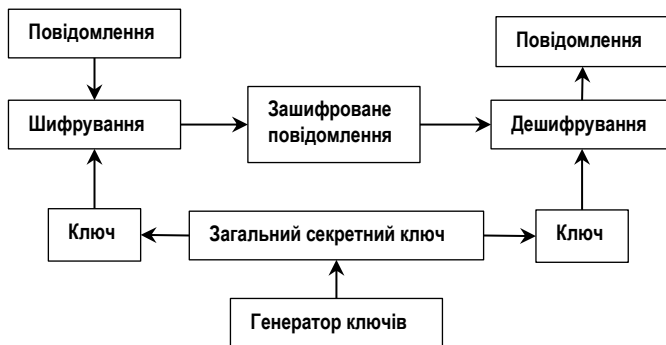 Повідомлення
Повідомлення
Шифрування
Зашифроване
повідомлення
Дешифрування
Ключ
Загальний секретний ключ
Ключ
Генератор ключів